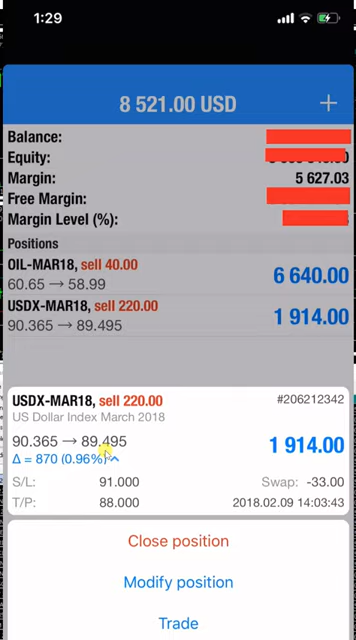 1:29
8 521.00 USD
Balance:
Equity:
Margin: 5 627.03
Free Margin:
Margin Level (%):
Positions
OIL-MAR18, sell 40.00
60.65 → 58.99 6 640.00
USDX-MAR18, sell 220.00
90.365 → 89.495 1 914.00
USDX-MAR18, sell 220.00 #206212342
US Dollar Index March 2018
90.365 → 89.495 1 914.00
Δ = 870 (0.96%)
S/L: 91.000 Swap: -33.00
T/P: 88.000 2018.02.09 14:03:43
Close position
Modify position
Trade